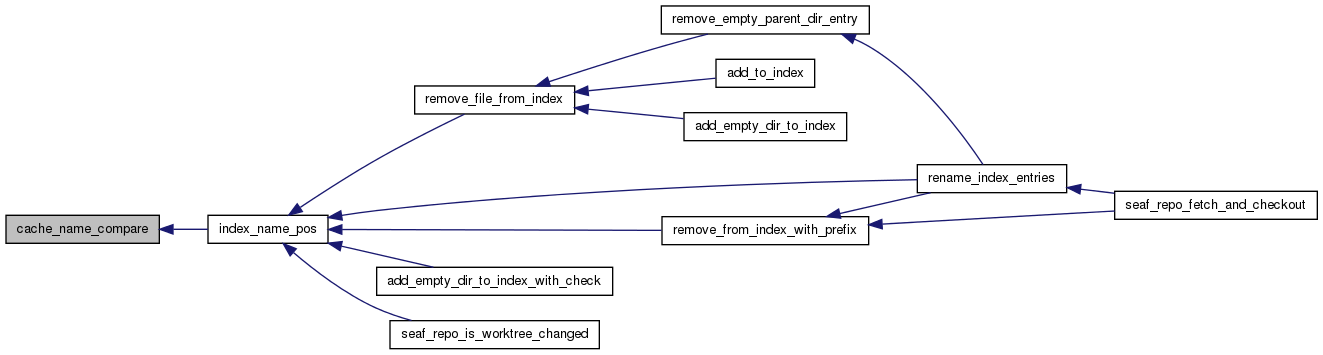 remove_empty_parent_dir_entry
add_to_index
remove_file_from_index
add_empty_dir_to_index
rename_index_entries
seaf_repo_fetch_and_checkout
cache_name_compare
index_name_pos
remove_from_index_with_prefix
add_empty_dir_to_index_with_check
seaf_repo_is_worktree_changed